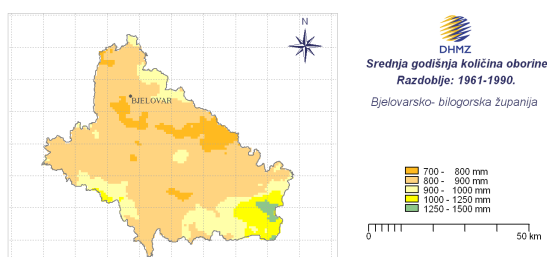 N
BJELOVAR
DHMZ
Srednja godišnja količina oborine
Razdoblje: 1961-1990.
Bjelovarsko- bilogorska županija
700 - 800 mm
800 - 900 mm
900 - 1000 mm
1000 - 1250 mm
1250 - 1500 mm
0 50 km